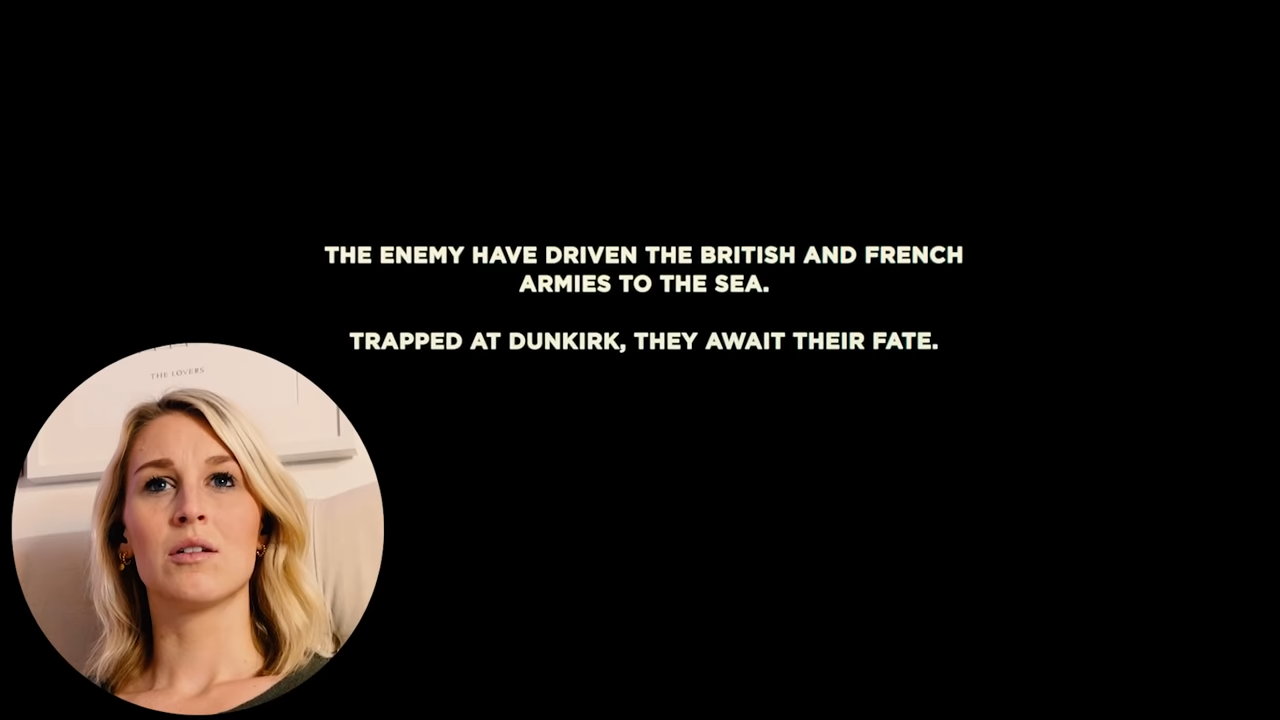 THE ENEMY HAVE DRIVEN THE BRITISH AND FRENCH
ARMIES TO THE SEA.
TRAPPED AT DUNKIRK, THEY AWAIT THEIR FATE.
THE LOVERS